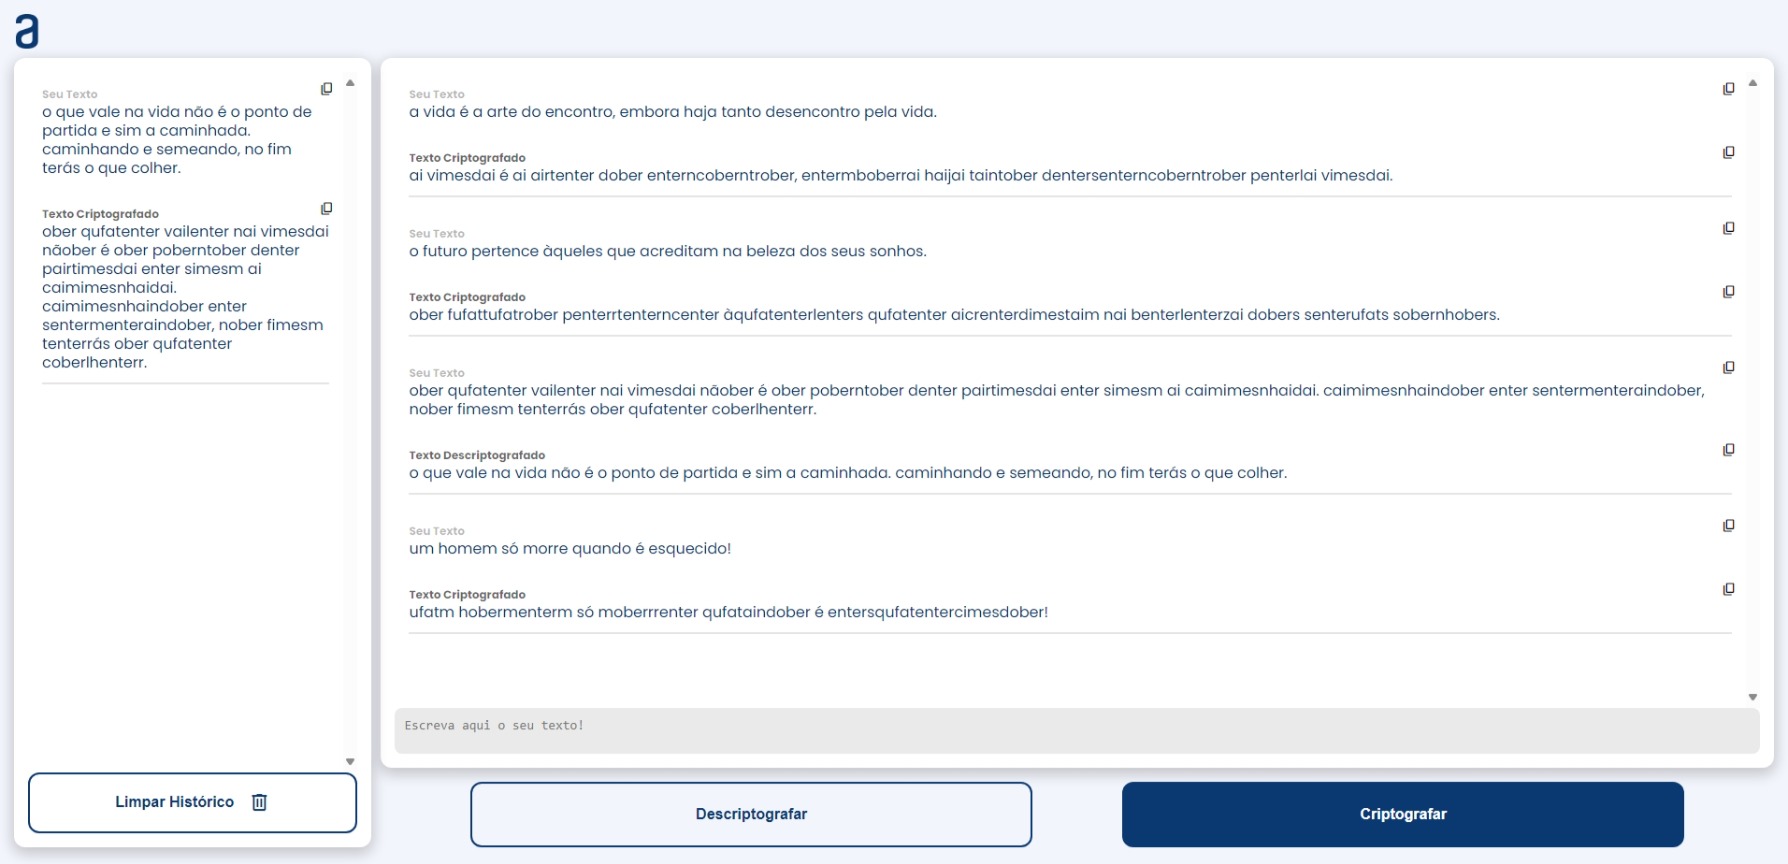 a
Seu Texto
o que vale na vida não é o ponto de
partida e sim a caminhada.
caminhando e semeando, no fim
terás o que colher.
Texto Criptografado
ober qufatenter vailenter nai vimesdai
nãober é ober poberntober denter
pairtimesdai enter simesm ai
caimimesnhaidai.
caimimesnhaindober enter
sentermenteraindober, nober fimesm
tenterrás ober qufatenter
coberlhenterr.
Limpar Histórico
Seu Texto
a vida é a arte do encontro, embora haja tanto desencontro pela vida.
Texto Criptografado
ai vimesdai é ai airtenter dober enterncoberntrober, entermboberrai haijai taintober dentersenterncoberntrober penterlai vimesdai.
Seu Texto
o futuro pertence àqueles que acreditam na beleza dos seus sonhos.
Texto Criptografado
ober fufattufatrober penterrtenterncenter àqufatenterlenters qufatenter aicrenterdimestaim nai benterlenterzai dobers senterufats sobernhobers.
Seu Texto
ober qufatenter vailenter nai vimesdai nãober é ober poberntober denter pairtimesdai enter simesm ai caimimesnhaidai. caimimesnhaindober enter sentermenteraindober,
nober fimesm tenterrás ober qufatenter coberlhenterr.
Texto Descriptografado
o que vale na vida não é o ponto de partida e sim a caminhada. caminhando e semeando, no fim terás o que colher.
Seu Texto
um homem só morre quando é esquecido!
Texto Criptografado
ufatm hobermenterm só moberrrenter qufataindober é entersqufatentercimesdober!
Escreva aqui o seu texto!
Descriptografar
Criptografar